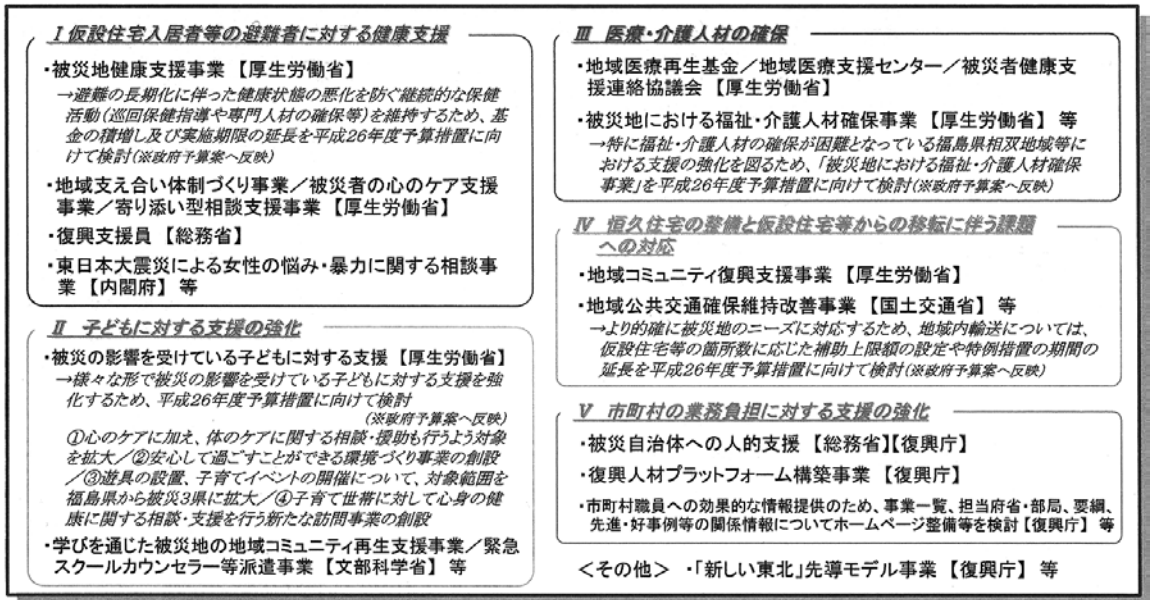 Ⅰ 仮設住宅入居者等の避難者に対する健康支援
・被災地健康支援事業 【厚生労働省】
→避難の長期化に伴った健康状態の悪化を防ぐ継続的な保健
活動(巡回保健指導や専門人材の確保等)を維持するため、基
金の積増し及び実施期限の延長を平成26年度予算措置に向
けて検討(※政府予算案へ反映)
・地域支え合い体制づくり事業／被災者の心のケア支援
事業／寄り添い型相談支援事業 【厚生労働省】
・復興支援員 【総務省】
・東日本大震災による女性の悩み・暴力に関する相談事
業 【内閣府】 等
Ⅱ 子どもに対する支援の強化
・被災の影響を受けている子どもに対する支援 【厚生労働省】
→様々な形で被災の影響を受けている子どもに対する支援を強
化するため、平成26年度予算措置に向けて検討
(※政府予算案へ反映)
①心のケアに加え、体のケアに関する相談・援助も行うよう対象
を拡大／②安心して過ごすことができる環境づくり事業の創設
／③遊具の設置、子育てイベントの開催について、対象範囲を
福島県から被災3県に拡大／④子育て世帯に対して心身の健
康に関する相談・支援を行う新たな訪問事業の創設
・学びを通じた被災地の地域コミュニティ再生支援事業／緊急
スクールカウンセラー等派遣事業 【文部科学省】 等
Ⅲ 医療・介護人材の確保
・地域医療再生基金／地域医療支援センター／被災者健康支
援連絡協議会 【厚生労働省】
・被災地における福祉・介護人材確保事業 【厚生労働省】 等
→特に福祉・介護人材の確保が困難となっている福島県相双地域等に
おける支援の強化を図るため、「被災地における福祉・介護人材確保
事業」を平成26年度予算措置に向けて検討(※政府予算案へ反映)
Ⅳ 恒久住宅の整備と仮設住宅等からの移転に伴う課題
への対応
・地域コミュニティ復興支援事業 【厚生労働省】
・地域公共交通確保維持改善事業 【国土交通省】 等
→より的確に被災地のニーズに対応するため、地域内輸送については、
仮設住宅等の箇所数に応じた補助上限額の設定や特例措置の期間の
延長を平成26年度予算措置に向けて検討(※政府予算案へ反映)
Ⅴ 市町村の業務負担に対する支援の強化
・被災自治体への人的支援 【総務省】【復興庁】
・復興人材プラットフォーム構築事業 【復興庁】
・市町村職員への効果的な情報提供のため、事業一覧、担当府省・部局、要綱、
先進・好事例等の関係情報についてホームページ整備等を検討【復興庁】 等
＜その他＞ ・「新しい東北」先導モデル事業 【復興庁】 等